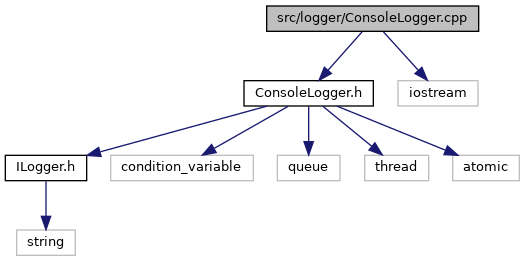 src/logger/ConsoleLogger.cpp
ConsoleLogger.h
iostream
ILogger.h
condition_variable
queue
thread
atomic
string